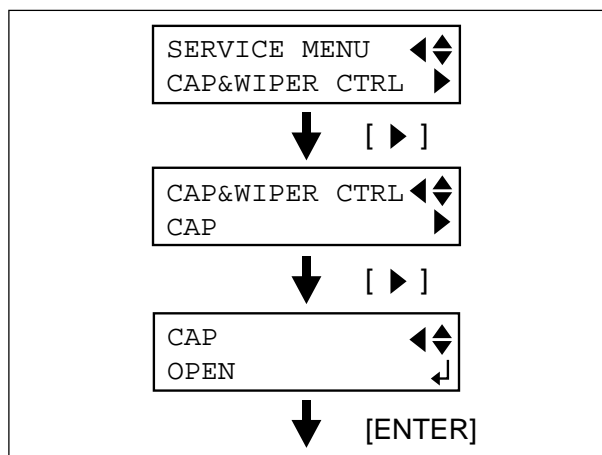 SERVICE MENU ◀◆
CAP&WIPER CTRL ▶
[ ▶ ]
CAP&WIPER CTRL ◀◆
CAP ▶
[ ▶ ]
CAP ◀◆
OPEN ↵
[ENTER]